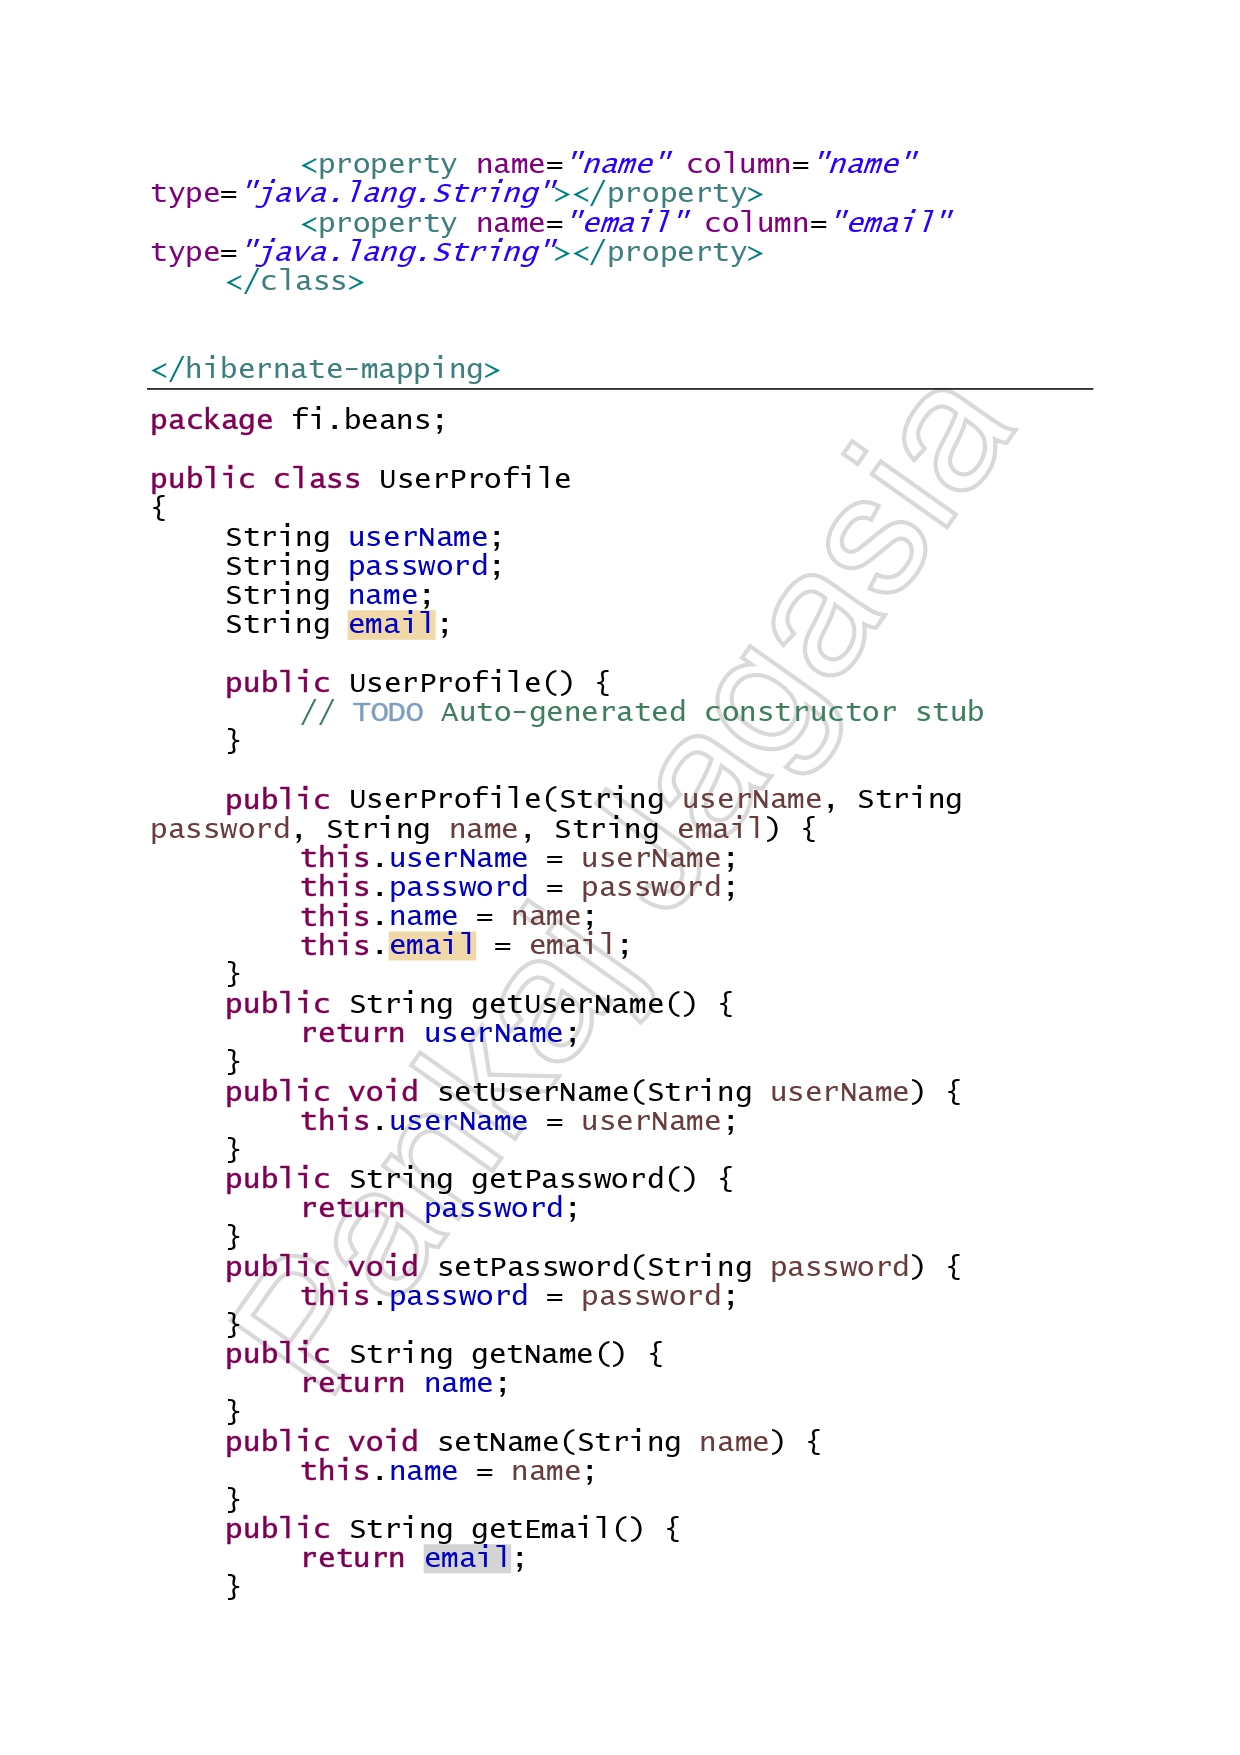 <property name="name" column="name"
type="java.lang.String"></property>
<property name="email" column="email"
type="java.lang.String"></property>
</class>
</hibernate-mapping>
package fi.beans;
public class UserProfile
{
String userName;
String password;
String name;
String email;
public UserProfile() {
// TODO Auto-generated constructor stub
}
public UserProfile(String userName, String
password, String name, String email) {
this.userName = userName;
this.password = password;
this.name = name;
this.email = email;
}
public String getUserName() {
return userName;
}
public void setUserName(String userName) {
this.userName = userName;
}
public String getPassword() {
return password;
}
public void setPassword(String password) {
this.password = password;
}
public String getName() {
return name;
}
public void setName(String name) {
this.name = name;
}
public String getEmail() {
return email;
}
Pankaj Jagasia